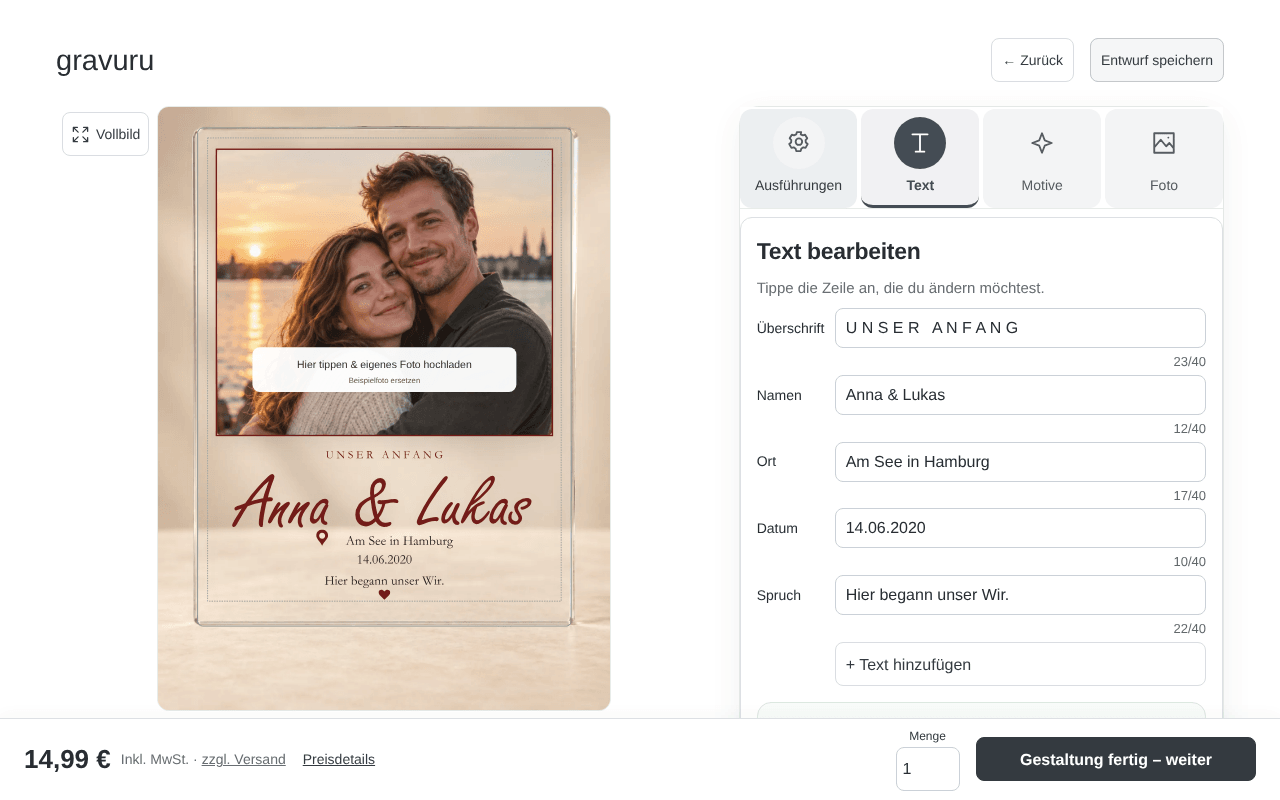 gravuru
← Zurück
Entwurf speichern
Vollbild
Hier tippen & eigenes Foto hochladen
Beispielfoto ersetzen
UNSER ANFANG
Anna & Lukas
Am See in Hamburg
14.06.2020
Hier begann unser Wir.
Ausführungen
Text
Motive
Foto
Text bearbeiten
Tippe die Zeile an, die du ändern möchtest.
Überschrift
U N S E R   A N F A N G
23/40
Namen
Anna & Lukas
12/40
Ort
Am See in Hamburg
17/40
Datum
14.06.2020
10/40
Spruch
Hier begann unser Wir.
22/40
+ Text hinzufügen
14,99 € Inkl. MwSt. · zzgl. Versand Preisdetails
Menge
1
Gestaltung fertig – weiter